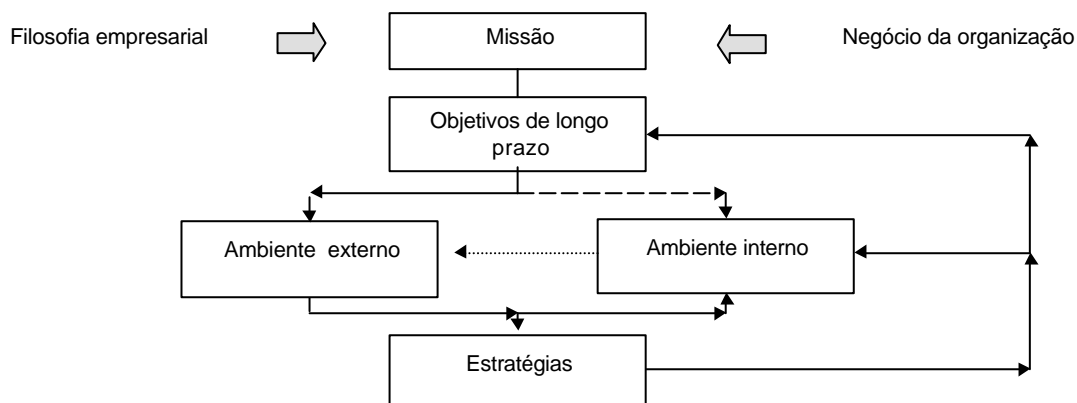 Filosofia empresarial
Missão
Negócio da organização
Objetivos de longo
prazo
Ambiente externo
Ambiente interno
Estratégias